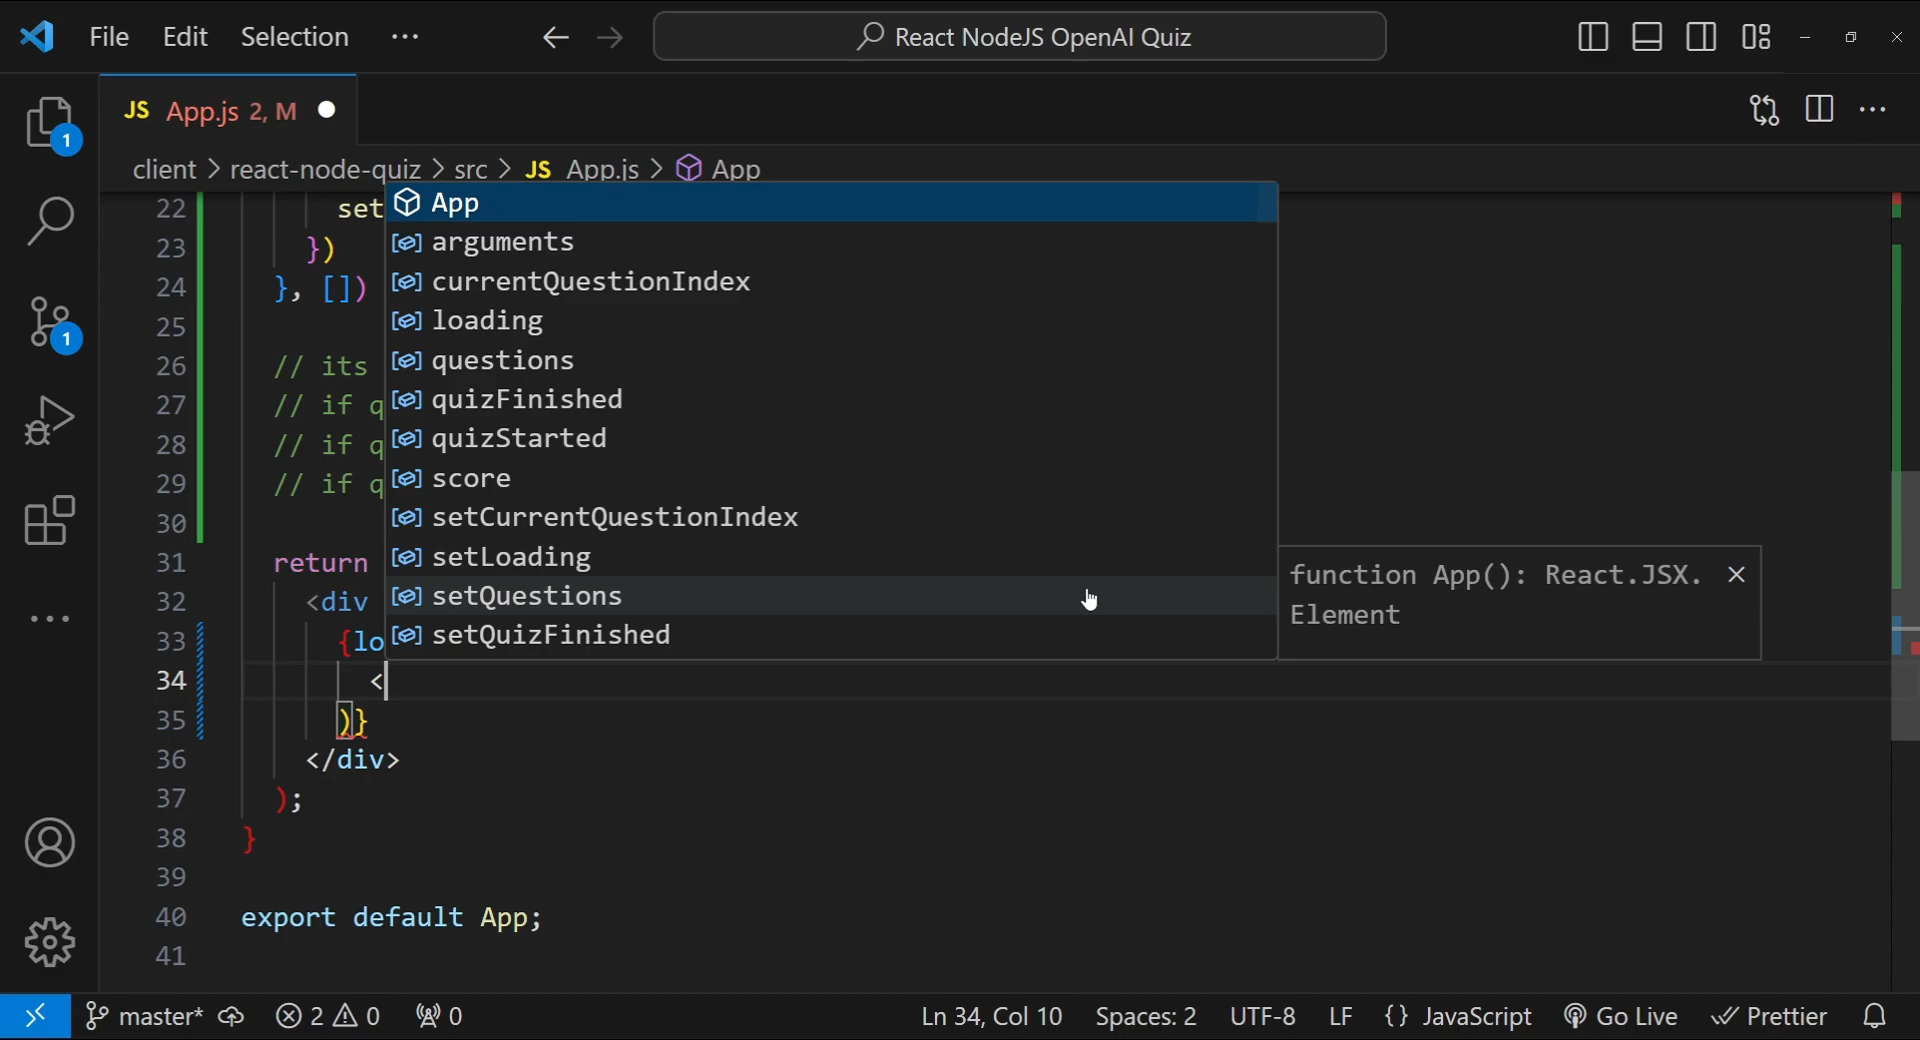 File Edit Selection ···
React NodeJS OpenAI Quiz
JS App.js 2, M
client > react-node-quiz > src > JS App.js > App
1
1
22 set
23 })
24 }, [])
25
26 // its
27 // if q
28 // if q
29 // if q
30
31 return
32 <div
33 {lo
34 <
35 )}
36 </div>
37 );
38 }
39
40 export default App;
41
App
arguments
currentQuestionIndex
loading
questions
quizFinished
quizStarted
score
setCurrentQuestionIndex
setLoading
setQuestions
setQuizFinished
function App(): React.JSX.
Element
master* 2 0 0 Ln 34, Col 10 Spaces: 2 UTF-8 LF {} JavaScript Go Live Prettier